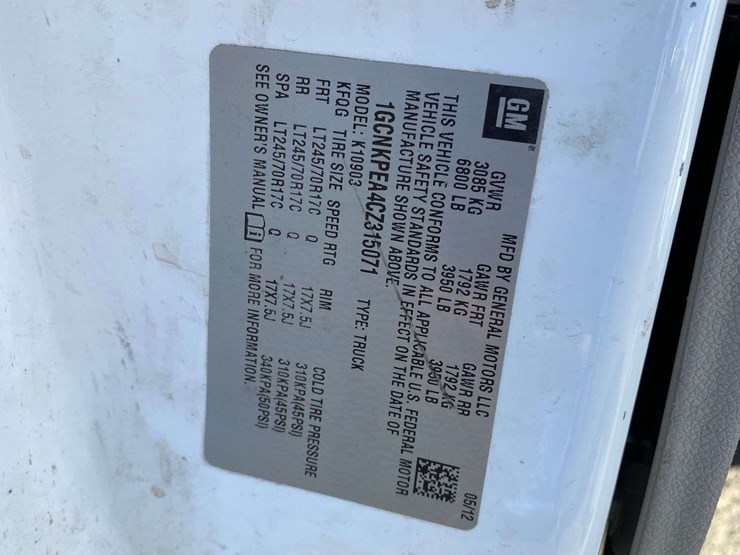 GM ®
MFD BY GENERAL MOTORS LLC 05/12
GVWR GAWR FRT GAWR RR
3085 KG 1792 KG 1792 KG
6800 LB 3950 LB 3950 LB
THIS VEHICLE CONFORMS TO ALL APPLICABLE U.S. FEDERAL MOTOR
VEHICLE SAFETY STANDARDS IN EFFECT ON THE DATE OF
MANUFACTURE SHOWN ABOVE.
1GCNKPEA4CZ315071 TYPE: TRUCK
MODEL: K10903
KFQG TIRE SIZE SPEED RTG RIM COLD TIRE PRESSURE
FRT LT245/70R17C Q 17X7.5J 310KPA(45PSI)
RR LT245/70R17C Q 17X7.5J 310KPA(45PSI)
SPA LT245/70R17C Q 17X7.5J 340KPA(50PSI)
SEE OWNER'S MANUAL i FOR MORE INFORMATION.